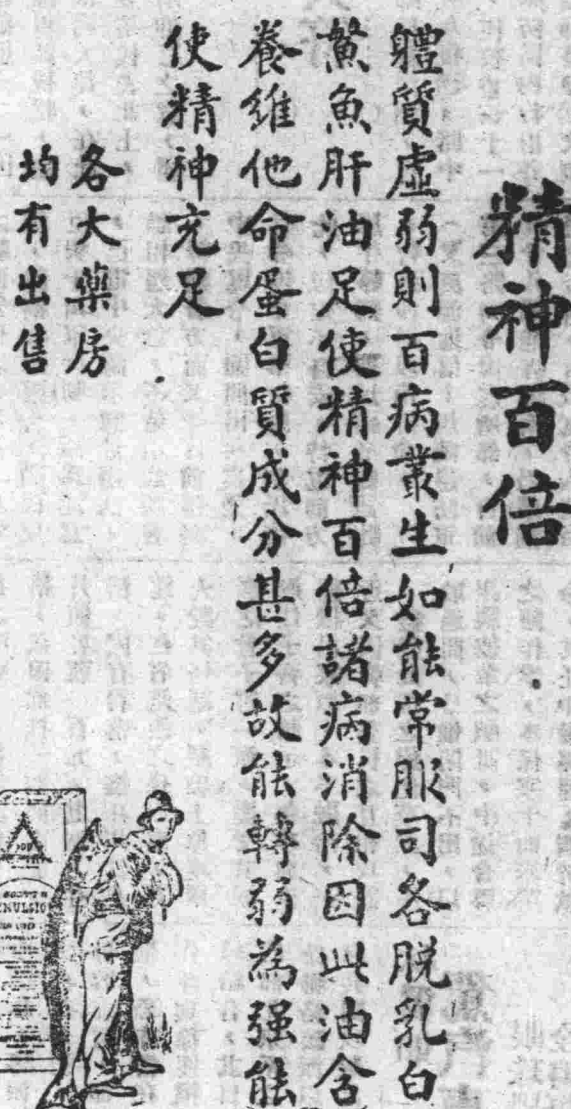 精神百倍
軆質虛弱則百病叢生如能常服司各脱乳白
鰵魚肝油足使精神百倍諸病消除因此油含
養維他命蛋白質成分甚多故能轉弱為强能
使精神充足
各大藥房
均有出售